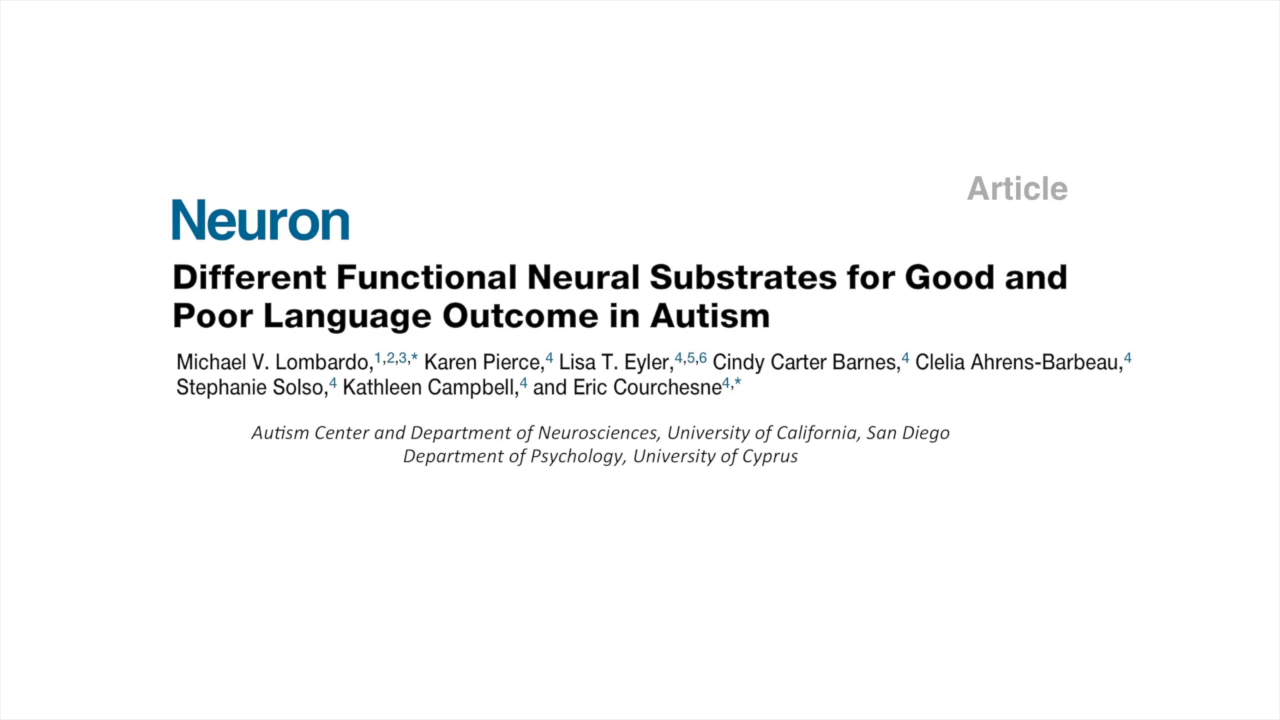 Article
Neuron
Different Functional Neural Substrates for Good and
Poor Language Outcome in Autism
Michael V. Lombardo,1,2,3,* Karen Pierce,4 Lisa T. Eyler,4,5,6 Cindy Carter Barnes,4 Clelia Ahrens-Barbeau,4
Stephanie Solso,4 Kathleen Campbell,4 and Eric Courchesne4,*
Autism Center and Department of Neurosciences, University of California, San Diego
Department of Psychology, University of Cyprus